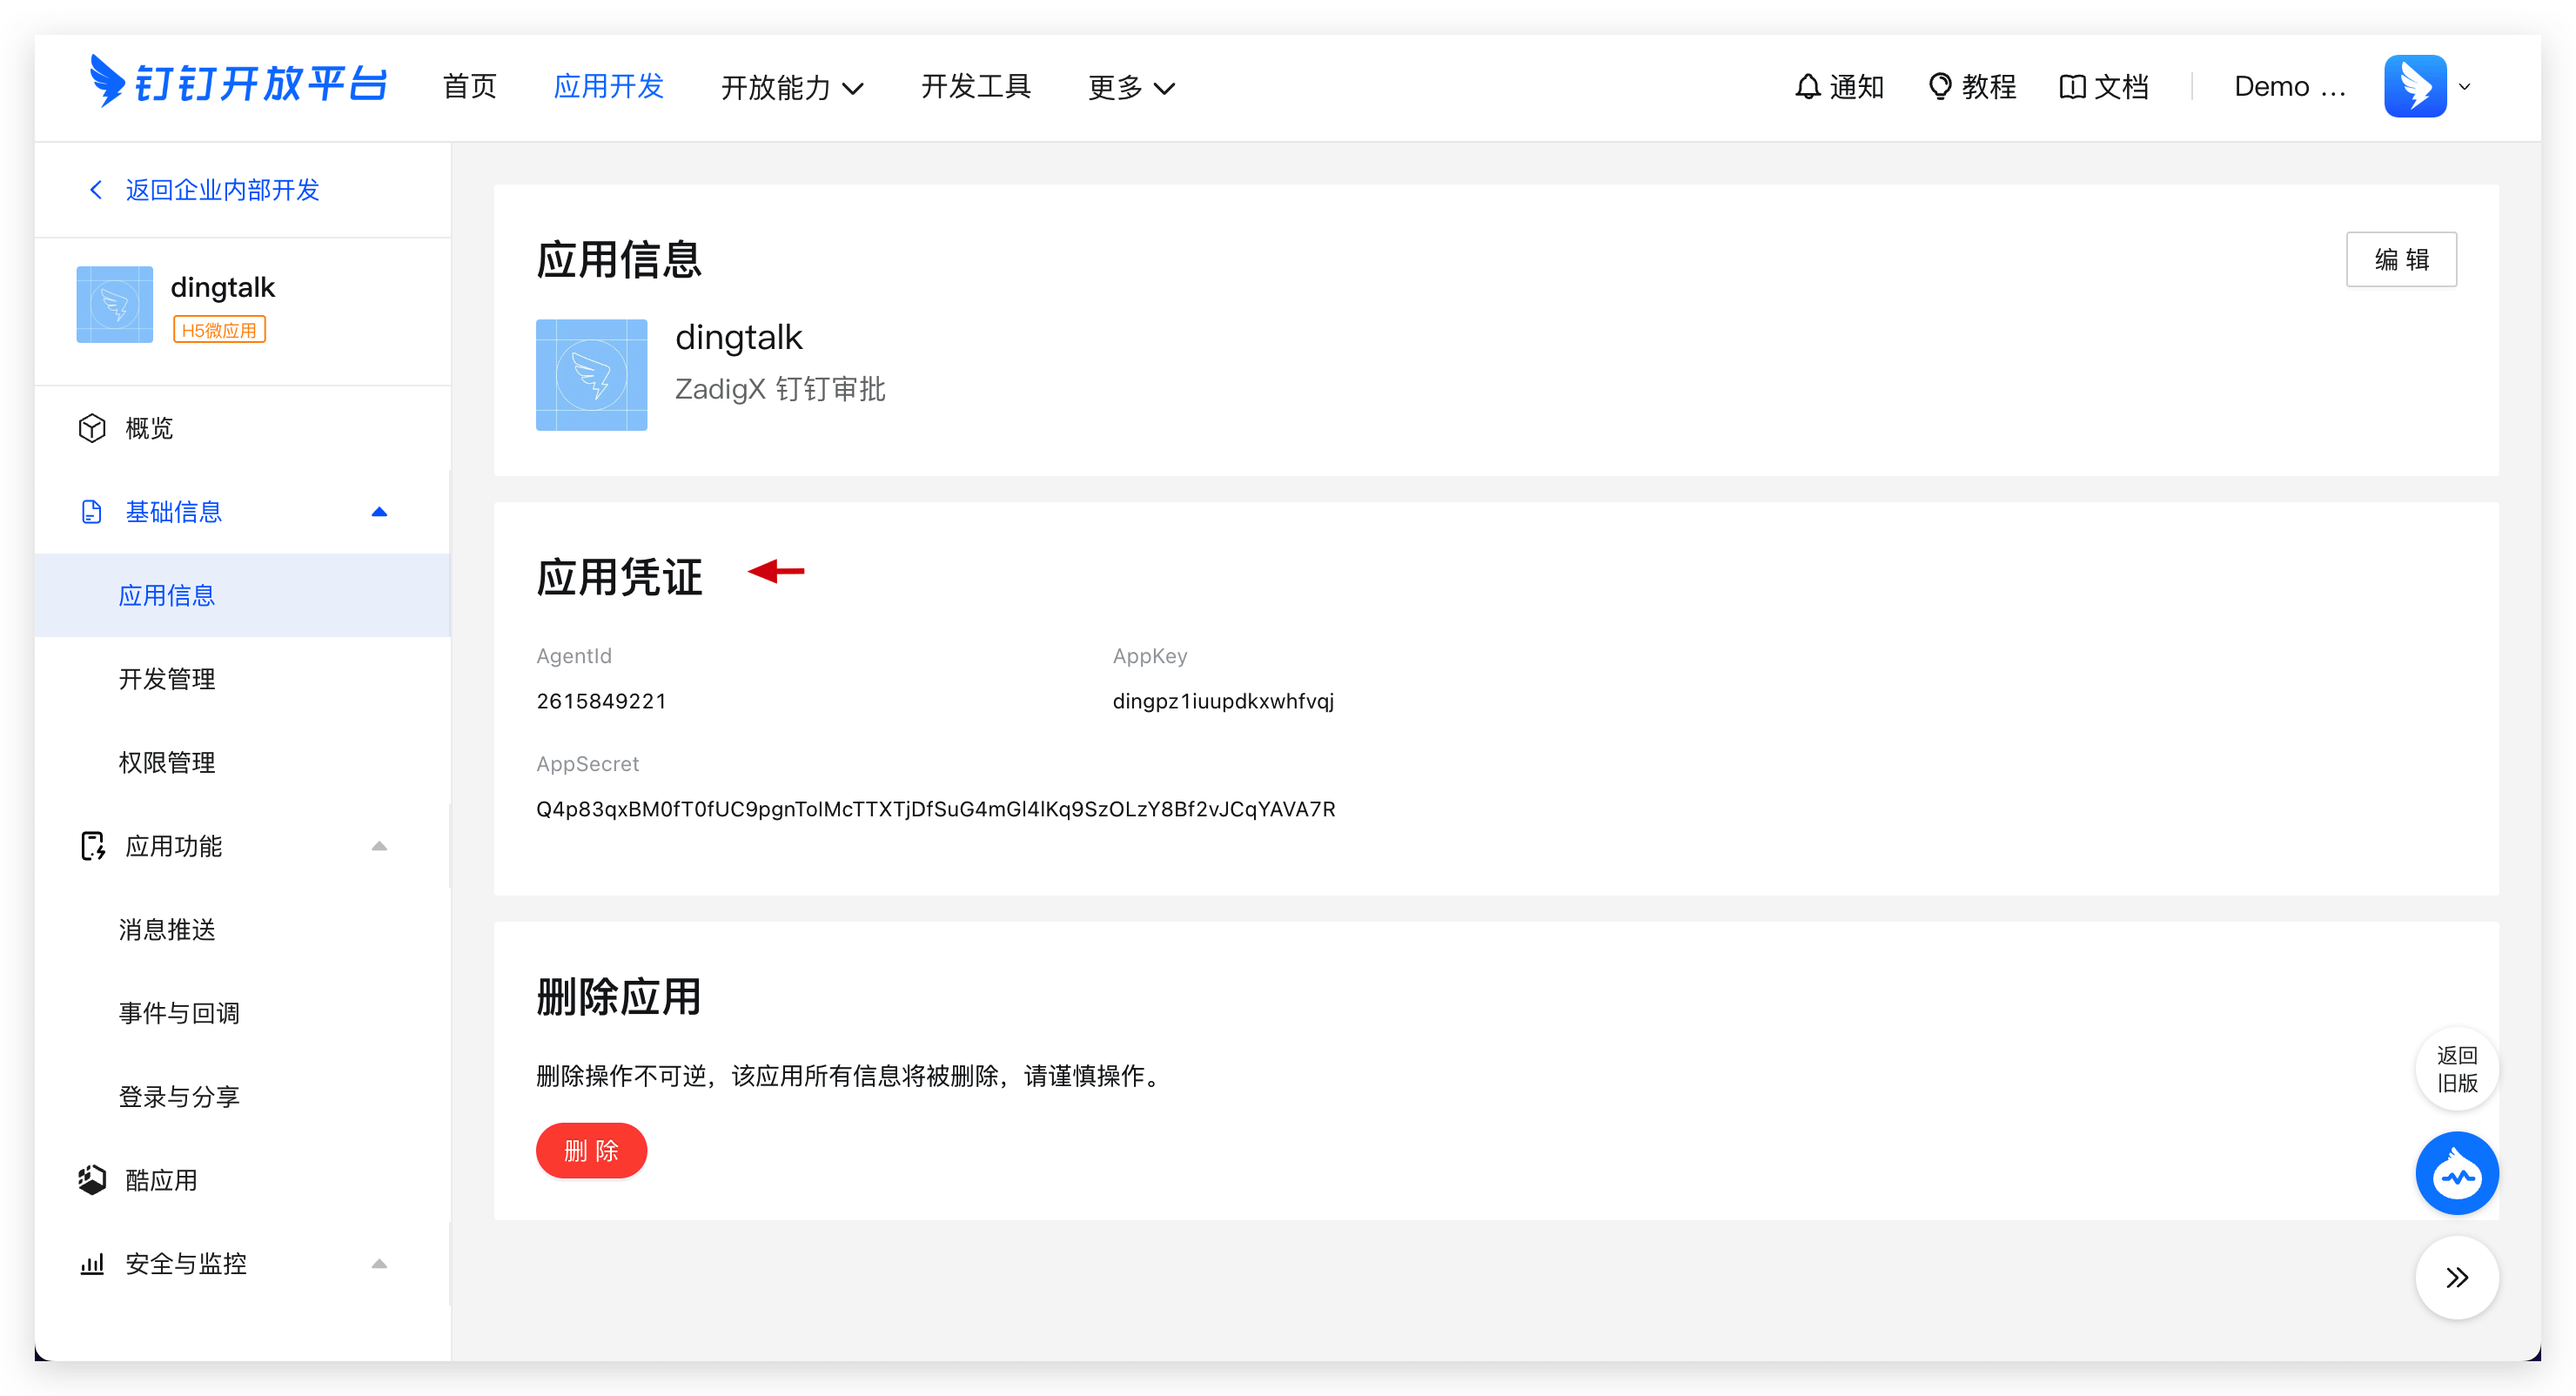 钉钉开放平台 首页 应用开发 开放能力 开发工具 更多 通知 教程 文档 Demo ...
返回企业内部开发
dingtalk
H5微应用
概览
基础信息
应用信息
开发管理
权限管理
应用功能
消息推送
事件与回调
登录与分享
酷应用
安全与监控
应用信息
编 辑
dingtalk
ZadigX 钉钉审批
应用凭证
AgentId AppKey
2615849221 dingpz1iuupdkxwhfvqj
AppSecret
Q4p83qxBM0fT0fUC9pgnTolMcTTXTjDfSuG4mGl4lKq9SzOLzY8Bf2vJCqYAVA7R
删除应用
删除操作不可逆，该应用所有信息将被删除，请谨慎操作。
删 除
返回
旧版